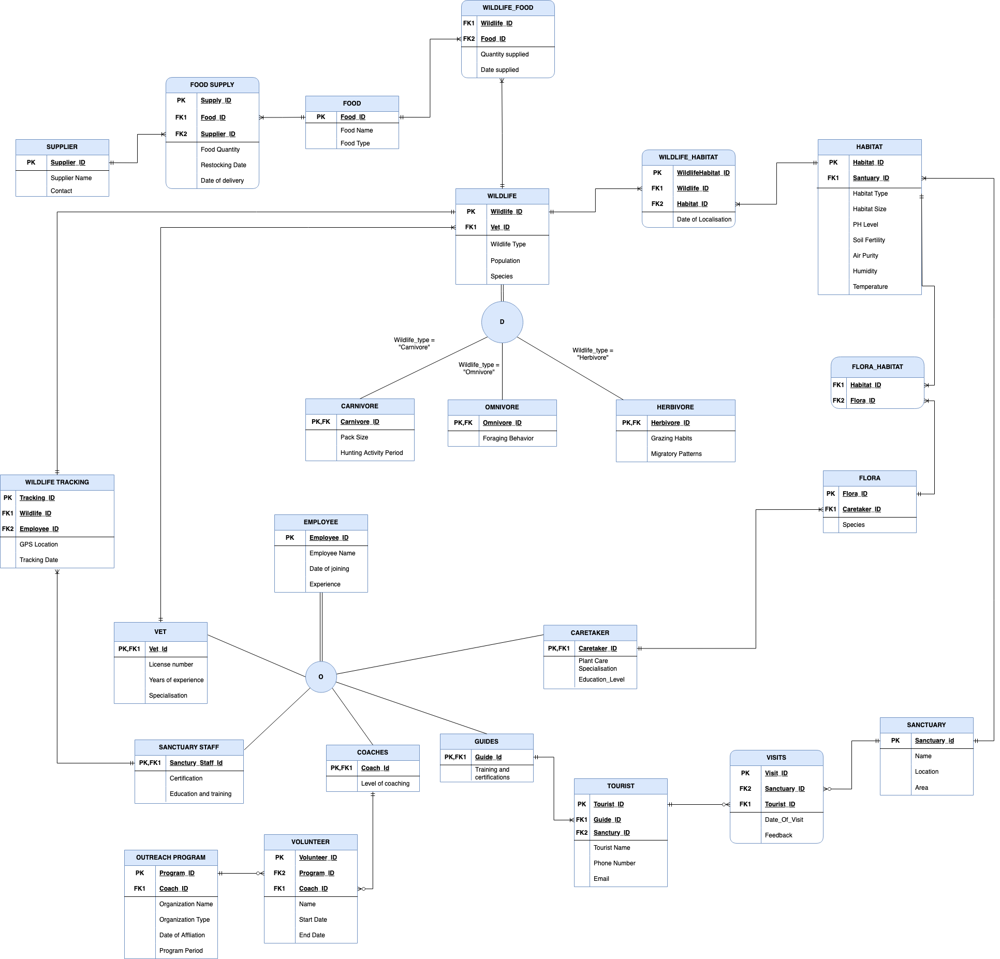 WILDLIFE_FOOD
FK1 Wildlife_ID
FK2 Food_ID
Quantity supplied
Date supplied
FOOD SUPPLY
PK Supply_ID
FK1 Food_ID
FK2 Supplier_ID
Food Quantity
Restocking Date
Date of delivery
FOOD
PK Food_ID
Food Name
Food Type
SUPPLIER
PK Supplier_ID
Supplier Name
Contact
WILDLIFE_HABITAT
PK WildlifeHabitat_ID
FK1 Wildlife_ID
FK2 Habitat_ID
Date of Localisation
HABITAT
PK Habitat_ID
FK1 Santuary_ID
Habitat Type
Habitat Size
PH Level
Soil Fertility
Air Purity
Humidity
Temperature
WILDLIFE
PK Wildlife_ID
FK1 Vet_ID
Wildlife Type
Population
Species
D
Wildlife_type =
"Carnivore"
Wildlife_type =
"Omnivore"
Wildlife_type =
"Herbivore"
CARNIVORE
PK,FK Carnivore_ID
Pack Size
Hunting Activity Period
OMNIVORE
PK,FK Omnivore_ID
Foraging Behavior
HERBIVORE
PK,FK Herbivore_ID
Grazing Habits
Migratory Patterns
FLORA_HABITAT
FK1 Habitat_ID
FK2 Flora_ID
FLORA
PK Flora_ID
FK1 Caretaker_ID
Species
WILDLIFE TRACKING
PK Tracking_ID
FK1 Wildlife_ID
FK2 Employee_ID
GPS Location
Tracking Date
EMPLOYEE
PK Employee_ID
Employee Name
Date of joining
Experience
VET
PK,FK1 Vet_Id
License number
Years of experience
Specialisation
O
CARETAKER
PK,FK1 Caretaker_ID
Plant Care
Specialisation
Education_Level
SANCTUARY STAFF
PK,FK1 Sanctury_Staff_Id
Certification
Education and training
COACHES
PK,FK1 Coach_Id
Level of coaching
GUIDES
PK,FK1 Guide_Id
Training and
certifications
SANCTUARY
PK Sanctuary_id
Name
Location
Area
VISITS
PK Visit_ID
FK2 Sanctuary_ID
FK1 Tourist_ID
Date_Of_Visit
Feedback
TOURIST
PK Tourist_ID
FK1 Guide_ID
FK2 Sanctury_ID
Tourist Name
Phone Number
Email
VOLUNTEER
PK Volunteer_ID
FK2 Program_ID
FK1 Coach_ID
Name
Start Date
End Date
OUTREACH PROGRAM
PK Program_ID
FK1 Coach_ID
Organization Name
Organization Type
Date of Affliation
Program Period